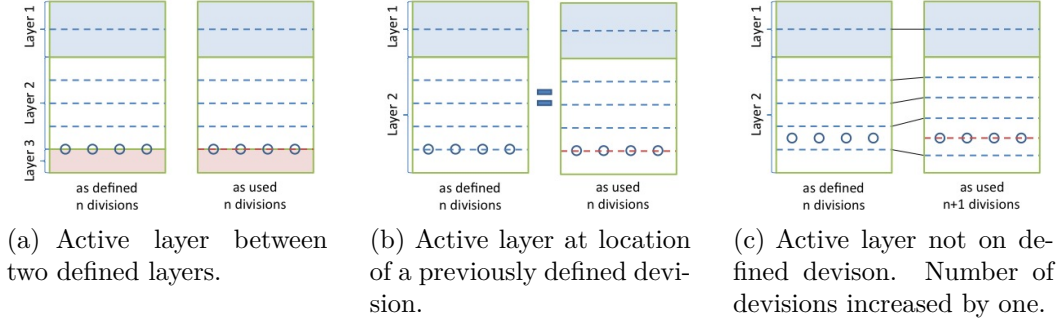 Layer 1
Layer 2
Layer 3
as defined
n divisions
as used
n divisions
(a) Active layer between
two defined layers.
Layer 1
Layer 2
as defined
n divisions
as used
n divisions
(b) Active layer at location
of a previously defined devi-
sion.
Layer 1
Layer 2
as defined
n divisions
as used
n+1 divisions
(c) Active layer not on de-
fined devison. Number of
devisions increased by one.